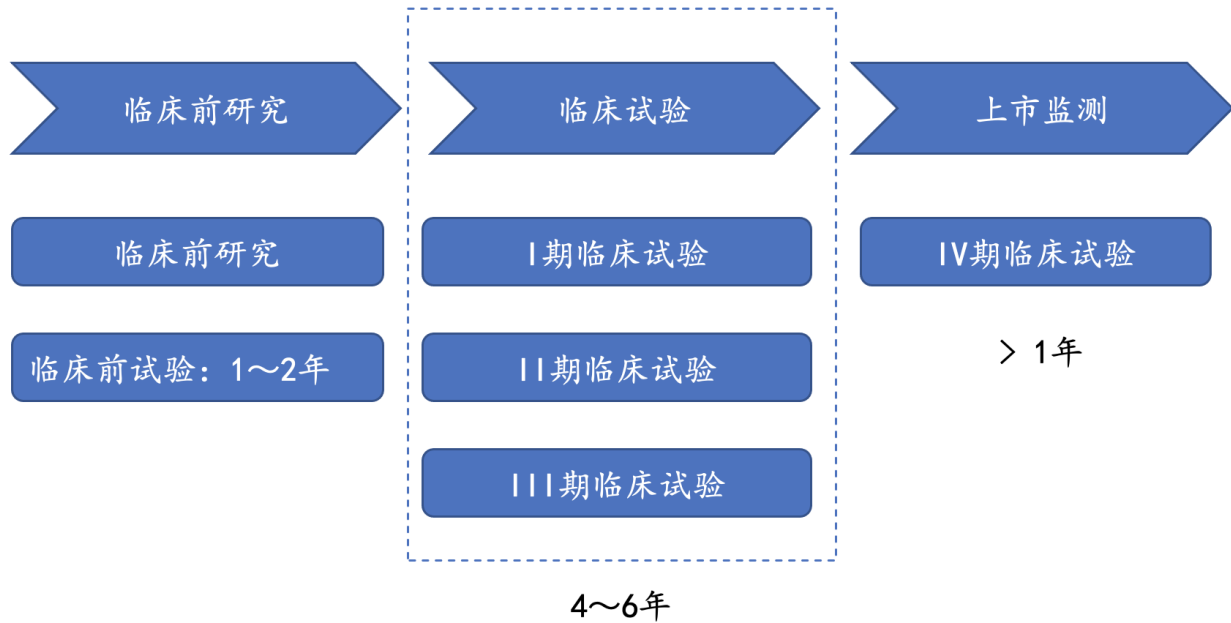 临床前研究
临床试验
上市监测
临床前研究
I期临床试验
IV期临床试验
临床前试验：1～2年
II期临床试验
> 1年
III期临床试验
4～6年